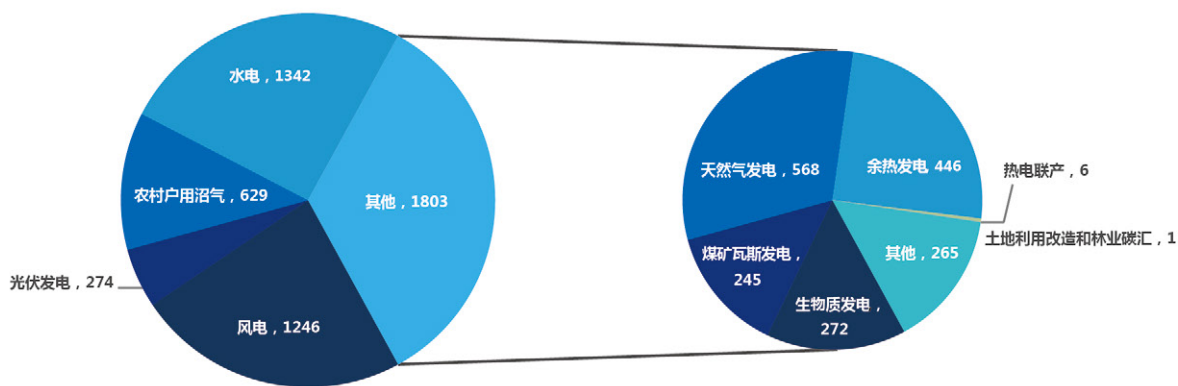 水电，1342
农村户用沼气，629
其他，1803
光伏发电，274
风电，1246
天然气发电，568
余热发电 446
热电联产，6
土地利用改造和林业碳汇，1
煤矿瓦斯发电，
245
其他，265
生物质发电，
272